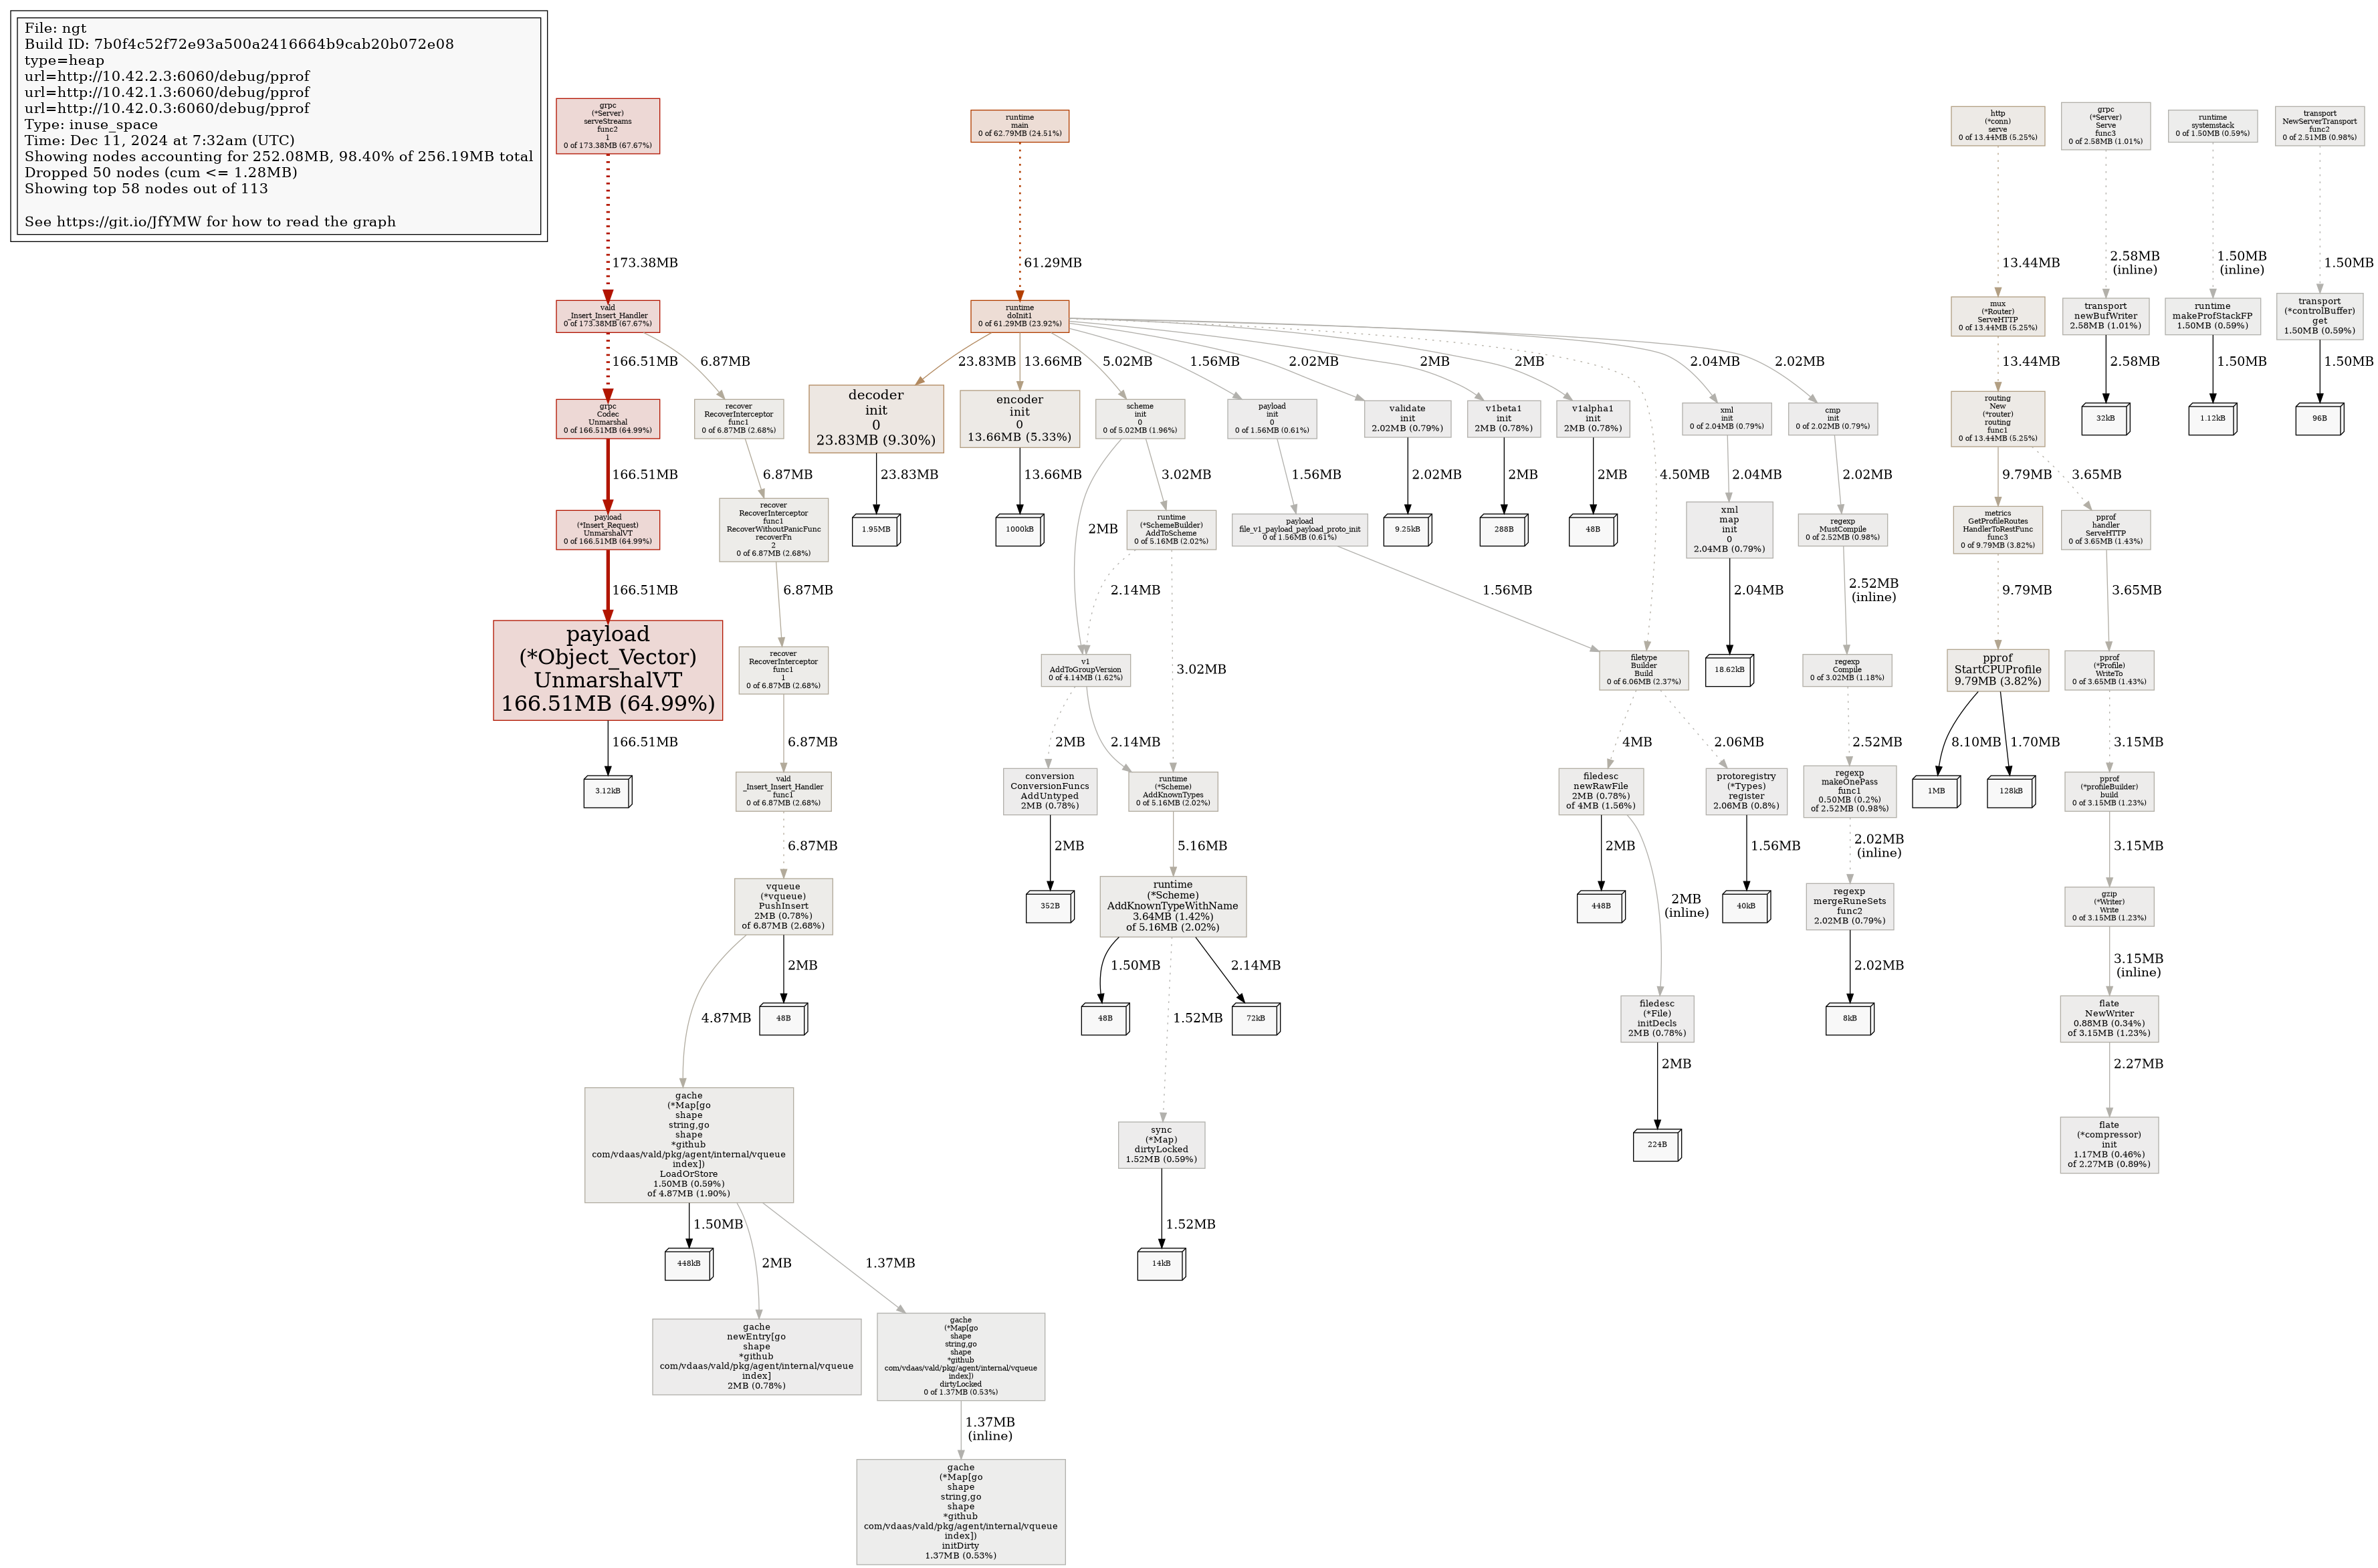 File: ngt
Build ID: 7b0f4c52f72e93a500a2416664b9cab20b072e08
type=heap
url=http://10.42.2.3:6060/debug/pprof
url=http://10.42.1.3:6060/debug/pprof
url=http://10.42.0.3:6060/debug/pprof
Type: inuse_space
Time: Dec 11, 2024 at 7:32am (UTC)
Showing nodes accounting for 252.08MB, 98.40% of 256.19MB total
Dropped 50 nodes (cum <= 1.28MB)
Showing top 58 nodes out of 113
See https://git.io/JfYMW for how to read the graph
grpc
(*Server)
serveStreams
func2
1
0 of 173.38MB (67.67%)
runtime
main
0 of 62.79MB (24.51%)
http
(*conn)
serve
0 of 13.44MB (5.25%)
grpc
(*Server)
Serve
func3
0 of 2.58MB (1.01%)
runtime
systemstack
0 of 1.50MB (0.59%)
transport
NewServerTransport
func2
0 of 2.51MB (0.98%)
173.38MB
61.29MB
13.44MB
2.58MB
(inline)
1.50MB
(inline)
1.50MB
vald
_Insert_Insert_Handler
0 of 173.38MB (67.67%)
runtime
doInit1
0 of 61.29MB (23.92%)
mux
(*Router)
ServeHTTP
0 of 13.44MB (5.25%)
transport
newBufWriter
2.58MB (1.01%)
runtime
makeProfStackFP
1.50MB (0.59%)
transport
(*controlBuffer)
get
1.50MB (0.59%)
166.51MB
6.87MB
23.83MB
13.66MB
5.02MB
1.56MB
2.02MB
2MB
2MB
4.50MB
2.04MB
2.02MB
13.44MB
2.58MB
1.50MB
1.50MB
grpc
Codec
Unmarshal
0 of 166.51MB (64.99%)
recover
RecoverInterceptor
func1
0 of 6.87MB (2.68%)
decoder
init
0
23.83MB (9.30%)
encoder
init
0
13.66MB (5.33%)
scheme
init
0
0 of 5.02MB (1.96%)
payload
init
0
0 of 1.56MB (0.61%)
validate
init
2.02MB (0.79%)
v1beta1
init
2MB (0.78%)
v1alpha1
init
2MB (0.78%)
xml
init
0 of 2.04MB (0.79%)
cmp
init
0 of 2.02MB (0.79%)
routing
New
(*router)
routing
func1
0 of 13.44MB (5.25%)
32kB
1.12kB
96B
166.51MB
6.87MB
23.83MB
13.66MB
2MB
3.02MB
1.56MB
2.02MB
2MB
2MB
2.04MB
2.02MB
9.79MB
3.65MB
payload
(*Insert_Request)
UnmarshalVT
0 of 166.51MB (64.99%)
recover
RecoverInterceptor
func1
RecoverWithoutPanicFunc
recoverFn
2
0 of 6.87MB (2.68%)
1.95MB
1000kB
runtime
(*SchemeBuilder)
AddToScheme
0 of 5.16MB (2.02%)
payload
file_v1_payload_payload_proto_init
0 of 1.56MB (0.61%)
9.25kB
288B
48B
xml
map
init
0
2.04MB (0.79%)
regexp
MustCompile
0 of 2.52MB (0.98%)
metrics
GetProfileRoutes
HandlerToRestFunc
func3
0 of 9.79MB (3.82%)
pprof
handler
ServeHTTP
0 of 3.65MB (1.43%)
166.51MB
6.87MB
2.14MB
3.02MB
1.56MB
2.04MB
2.52MB
(inline)
9.79MB
3.65MB
payload
(*Object_Vector)
UnmarshalVT
166.51MB (64.99%)
recover
RecoverInterceptor
func1
1
0 of 6.87MB (2.68%)
v1
AddToGroupVersion
0 of 4.14MB (1.62%)
filetype
Builder
Build
0 of 6.06MB (2.37%)
18.62kB
regexp
Compile
0 of 3.02MB (1.18%)
pprof
StartCPUProfile
9.79MB (3.82%)
pprof
(*Profile)
WriteTo
0 of 3.65MB (1.43%)
166.51MB
6.87MB
2MB
2.14MB
4MB
2.06MB
2.52MB
8.10MB
1.70MB
3.15MB
3.12kB
vald
_Insert_Insert_Handler
func1
0 of 6.87MB (2.68%)
conversion
ConversionFuncs
AddUntyped
2MB (0.78%)
runtime
(*Scheme)
AddKnownTypes
0 of 5.16MB (2.02%)
filedesc
newRawFile
2MB (0.78%)
of 4MB (1.56%)
protoregistry
(*Types)
register
2.06MB (0.8%)
regexp
makeOnePass
func1
0.50MB (0.2%)
of 2.52MB (0.98%)
1MB
128kB
pprof
(*profileBuilder)
build
0 of 3.15MB (1.23%)
6.87MB
2MB
5.16MB
2MB
2MB
(inline)
1.56MB
2.02MB
(inline)
3.15MB
vqueue
(*vqueue)
PushInsert
2MB (0.78%)
of 6.87MB (2.68%)
352B
runtime
(*Scheme)
AddKnownTypeWithName
3.64MB (1.42%)
of 5.16MB (2.02%)
448B
40kB
regexp
mergeRuneSets
func2
2.02MB (0.79%)
gzip
(*Writer)
Write
0 of 3.15MB (1.23%)
4.87MB
2MB
1.50MB
1.52MB
2.14MB
2.02MB
3.15MB
(inline)
48B
48B
72kB
filedesc
(*File)
initDecls
2MB (0.78%)
8kB
flate
NewWriter
0.88MB (0.34%)
of 3.15MB (1.23%)
2MB
2.27MB
gache
(*Map[go
shape
string,go
shape
*github
com/vdaas/vald/pkg/agent/internal/vqueue
index])
LoadOrStore
1.50MB (0.59%)
of 4.87MB (1.90%)
sync
(*Map)
dirtyLocked
1.52MB (0.59%)
224B
flate
(*compressor)
init
1.17MB (0.46%)
of 2.27MB (0.89%)
1.50MB
2MB
1.37MB
1.52MB
448kB
14kB
gache
newEntry[go
shape
*github
com/vdaas/vald/pkg/agent/internal/vqueue
index]
2MB (0.78%)
gache
(*Map[go
shape
string,go
shape
*github
com/vdaas/vald/pkg/agent/internal/vqueue
index])
dirtyLocked
0 of 1.37MB (0.53%)
1.37MB
(inline)
gache
(*Map[go
shape
string,go
shape
*github
com/vdaas/vald/pkg/agent/internal/vqueue
index])
initDirty
1.37MB (0.53%)